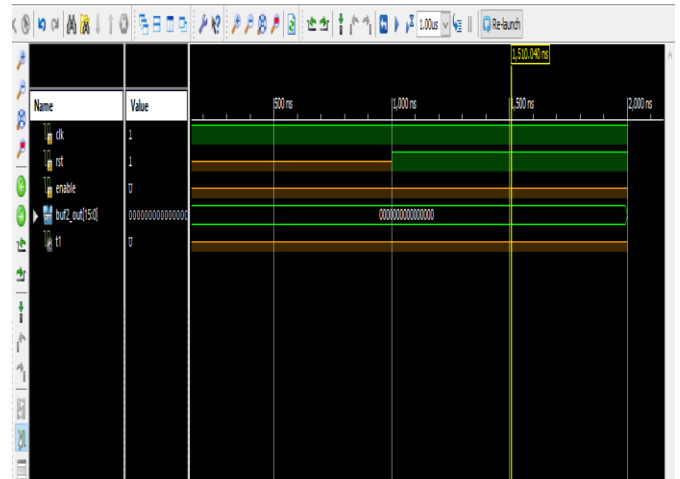 1.00us
Re-launch
1,510.040 ns
Name
Value
500 ns
1,000 ns
1,500 ns
2,000 ns
clk
1
rst
1
enable
U
buf2_out[15:0]
000000000000000
0000000000000000
t1
U